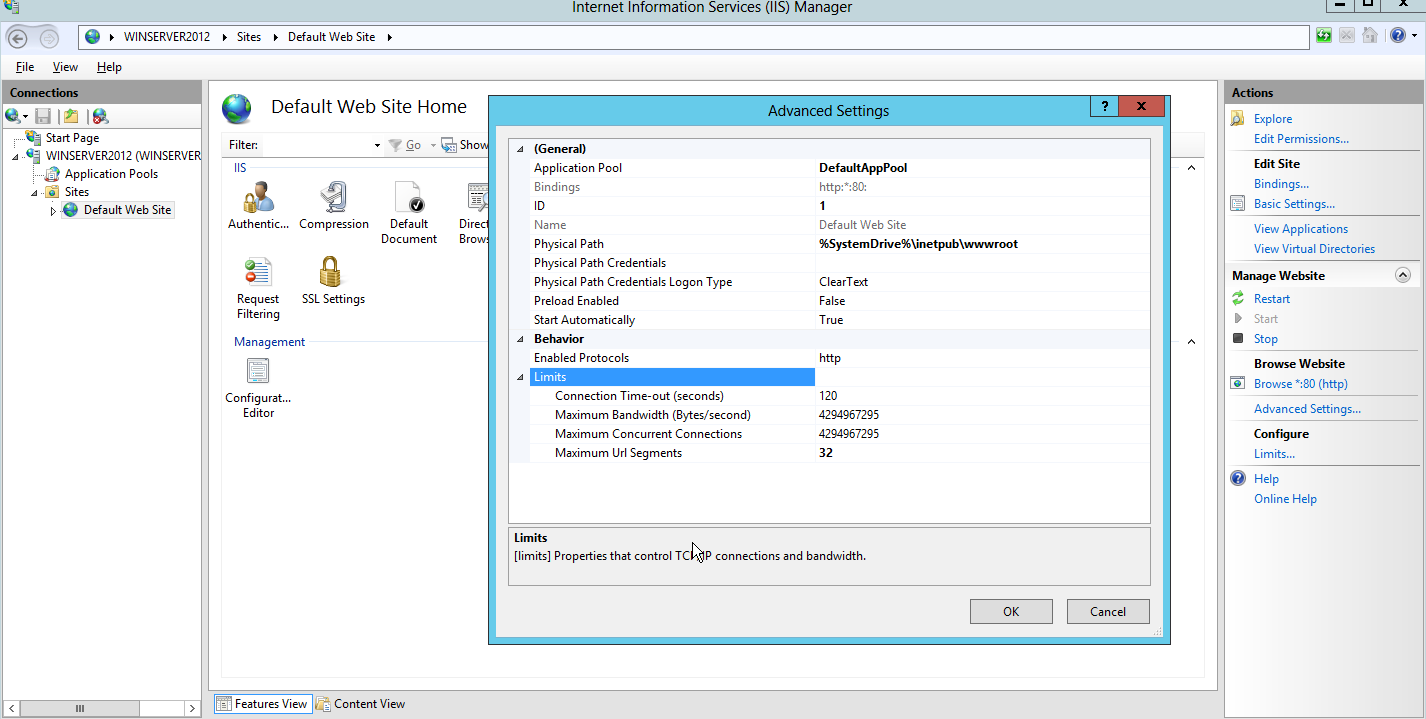 Internet Information Services (IIS) Manager
WINSERVER2012 Sites Default Web Site
File View Help
Connections
Start Page
WINSERVER2012 (WINSERVER
Application Pools
Sites
Default Web Site
Default Web Site Home
Filter: Go Show
IIS
Authentic...
Compression
Default
Document
Direct
Brows
Request
Filtering
SSL Settings
Management
Configurat...
Editor
Features View Content View
Advanced Settings
? X
(General)
Application Pool DefaultAppPool
Bindings http:*:80:
ID 1
Name Default Web Site
Physical Path %SystemDrive%\inetpub\wwwroot
Physical Path Credentials
Physical Path Credentials Logon Type ClearText
Preload Enabled False
Start Automatically True
Behavior
Enabled Protocols http
Limits
Connection Time-out (seconds) 120
Maximum Bandwidth (Bytes/second) 4294967295
Maximum Concurrent Connections 4294967295
Maximum Url Segments 32
Limits
[limits] Properties that control TCP/IP connections and bandwidth.
OK Cancel
Actions
Explore
Edit Permissions...
Edit Site
Bindings...
Basic Settings...
View Applications
View Virtual Directories
Manage Website
Restart
Start
Stop
Browse Website
Browse *:80 (http)
Advanced Settings...
Configure
Limits...
Help
Online Help